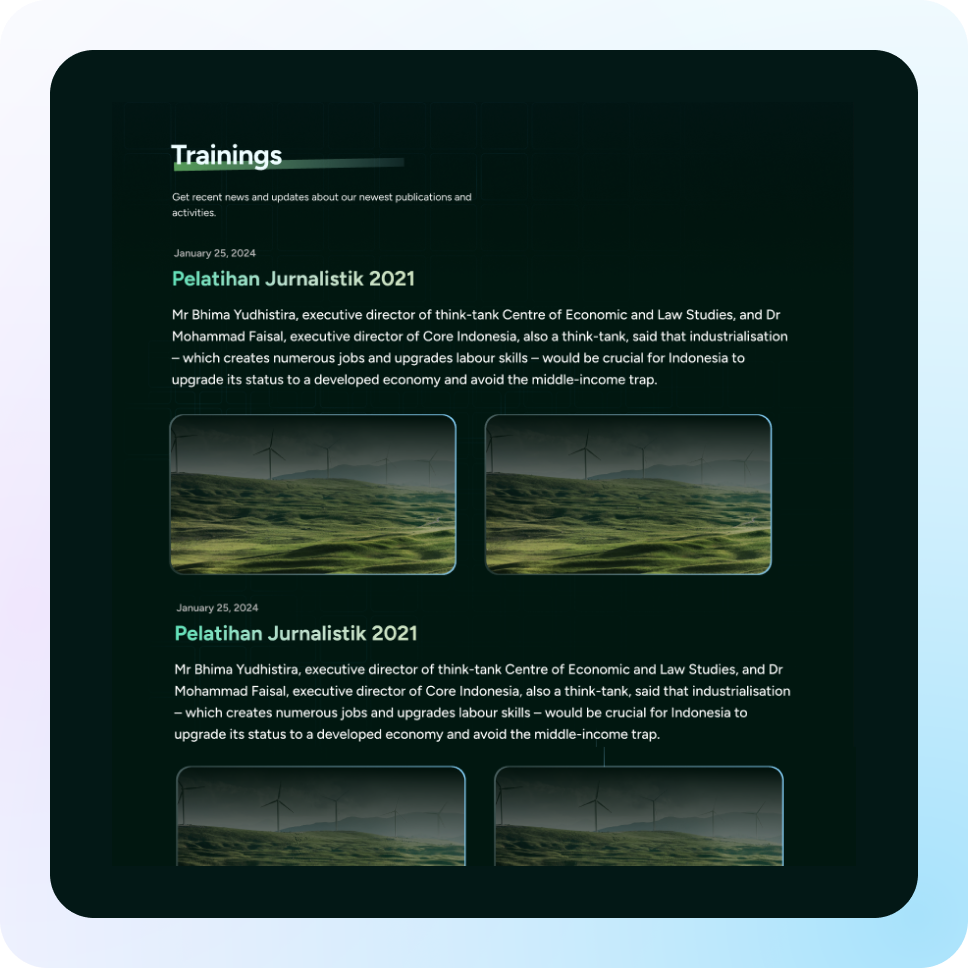 Trainings
Get recent news and updates about our newest publications and
activities.
January 25, 2024
Pelatihan Jurnalistik 2021
Mr Bhima Yudhistira, executive director of think-tank Centre of Economic and Law Studies, and Dr
Mohammad Faisal, executive director of Core Indonesia, also a think-tank, said that industrialisation
– which creates numerous jobs and upgrades labour skills – would be crucial for Indonesia to
upgrade its status to a developed economy and avoid the middle-income trap.
January 25, 2024
Pelatihan Jurnalistik 2021
Mr Bhima Yudhistira, executive director of think-tank Centre of Economic and Law Studies, and Dr
Mohammad Faisal, executive director of Core Indonesia, also a think-tank, said that industrialisation
– which creates numerous jobs and upgrades labour skills – would be crucial for Indonesia to
upgrade its status to a developed economy and avoid the middle-income trap.